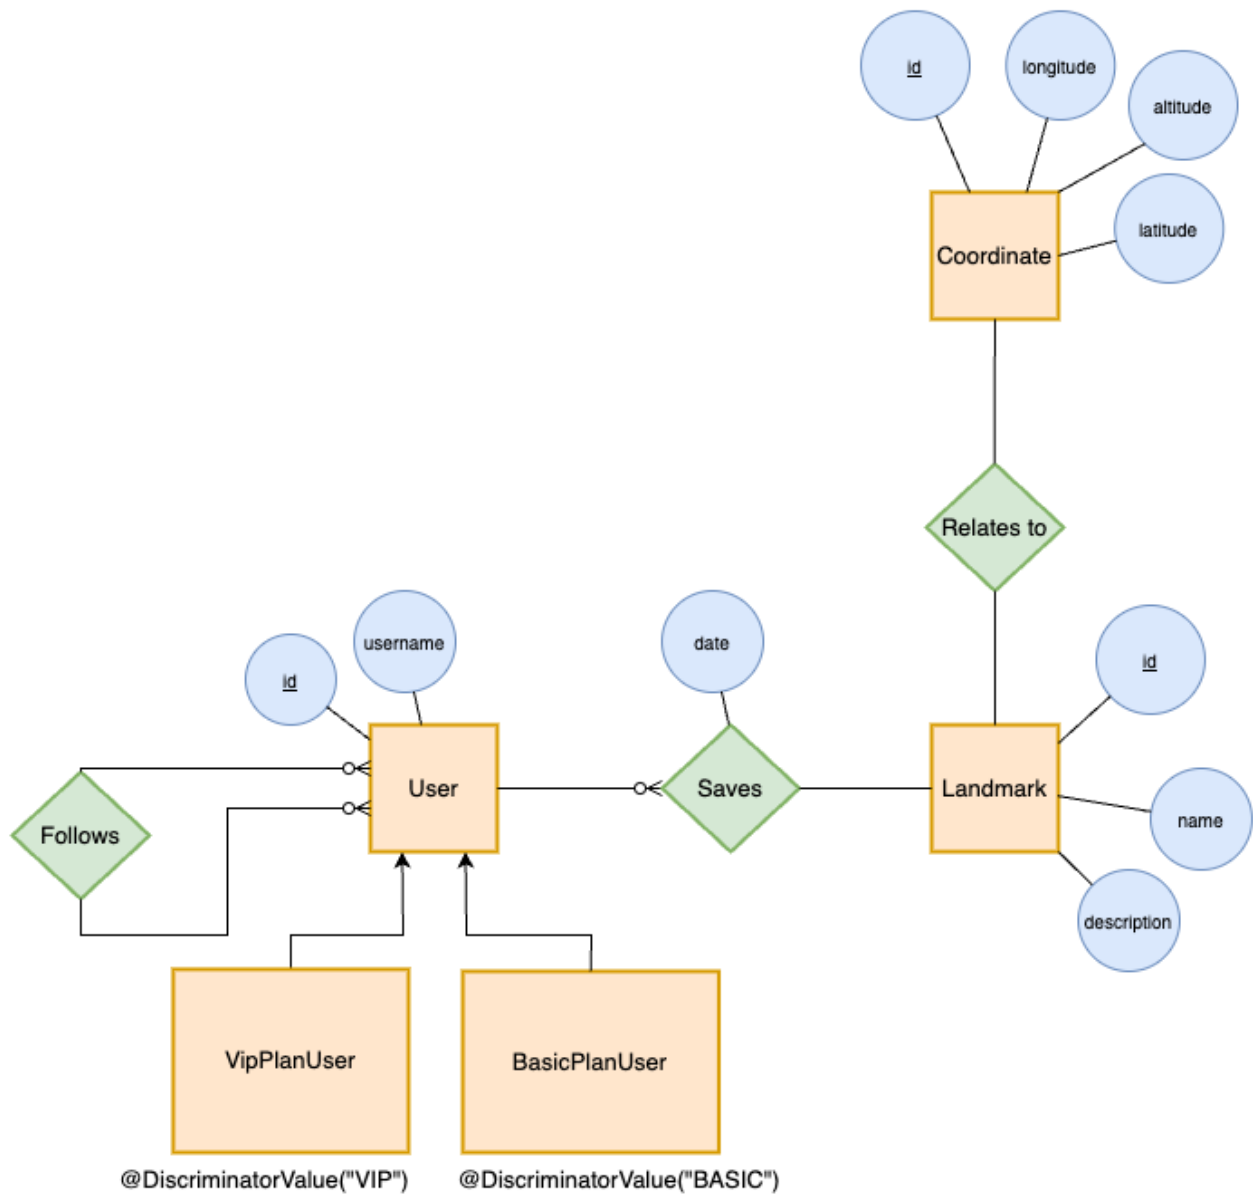 id
longitude
altitude
latitude
Coordinate
Relates to
username
date
id
id
User
Saves
Landmark
name
Follows
description
VipPlanUser
BasicPlanUser
@DiscriminatorValue("VIP")
@DiscriminatorValue("BASIC")